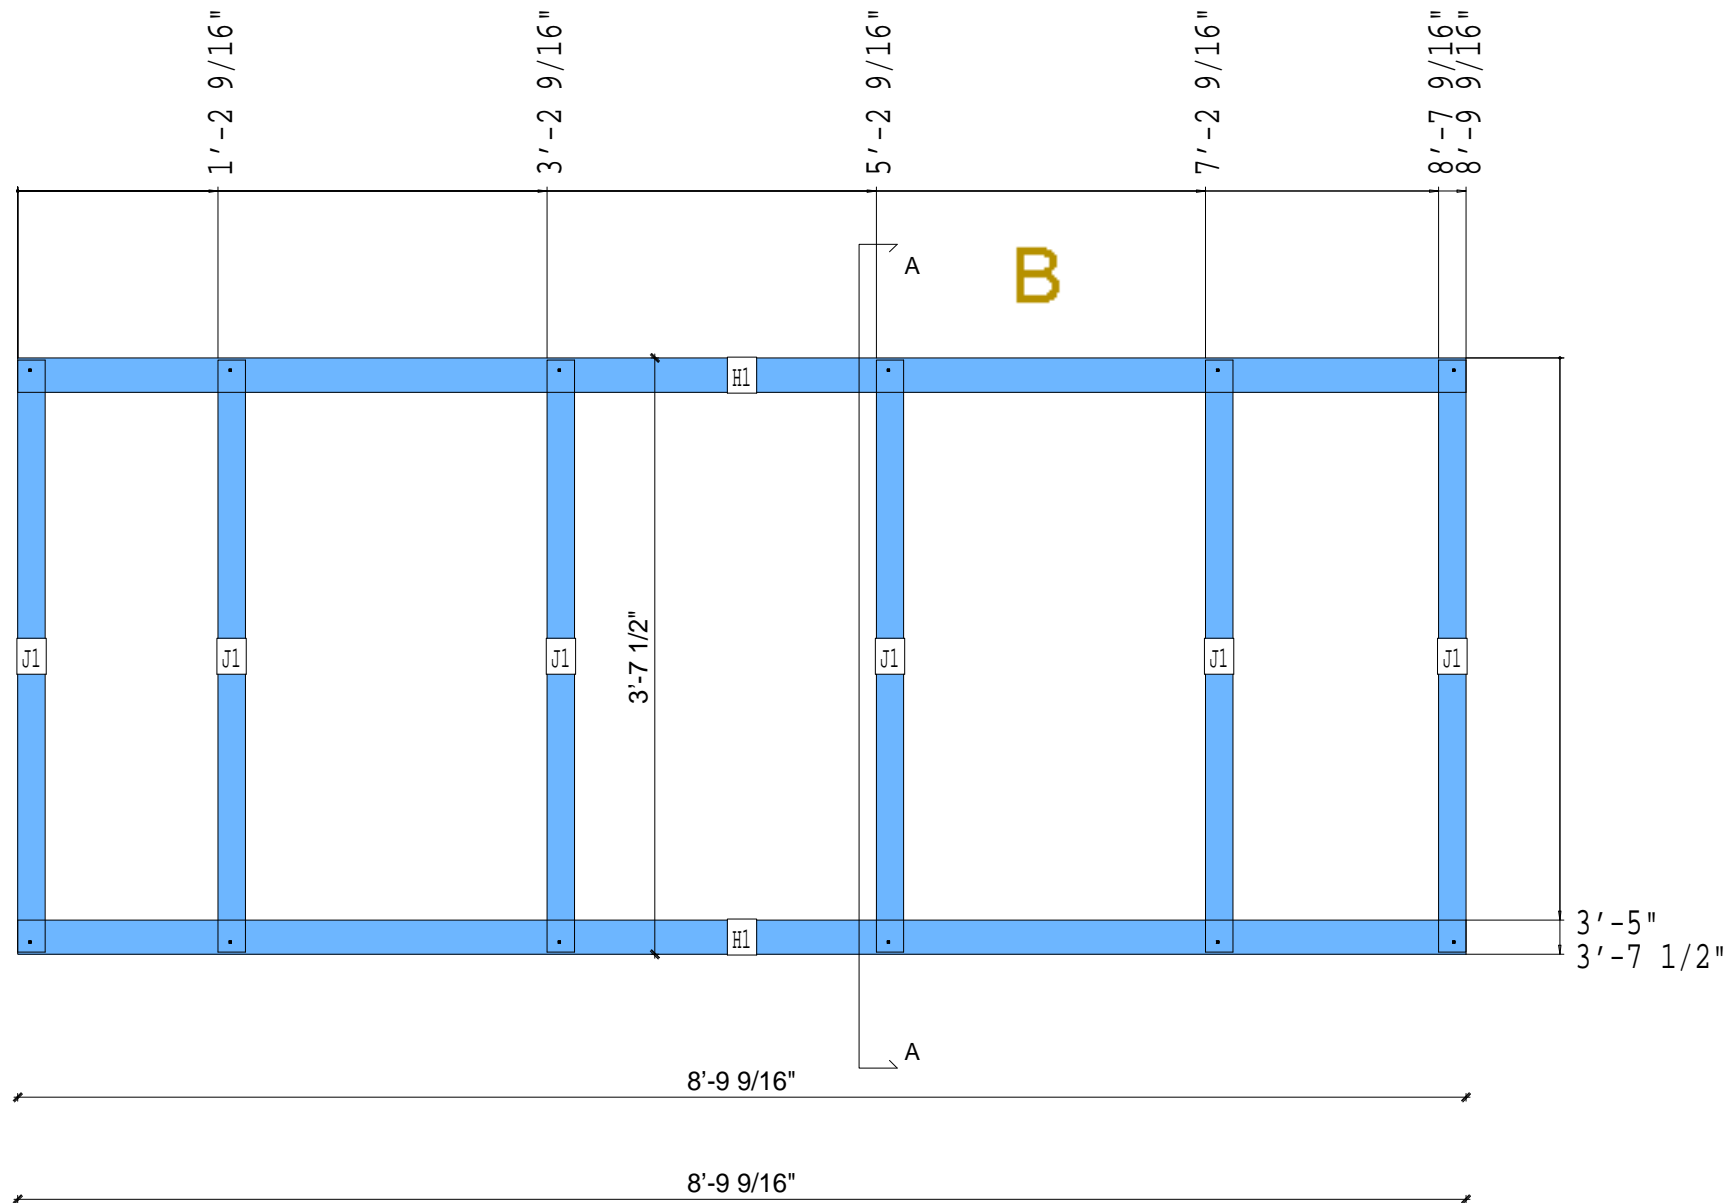 1'-2 9/16"
3'-2 9/16"
5'-2 9/16"
7'-2 9/16"
8'-7 9/16"
8'-9 9/16"
A
B
H1
3'-7 1/2"
J1
J1
J1
J1
J1
J1
H1
3'-5"
3'-7 1/2"
A
8'-9 9/16"
8'-9 9/16"